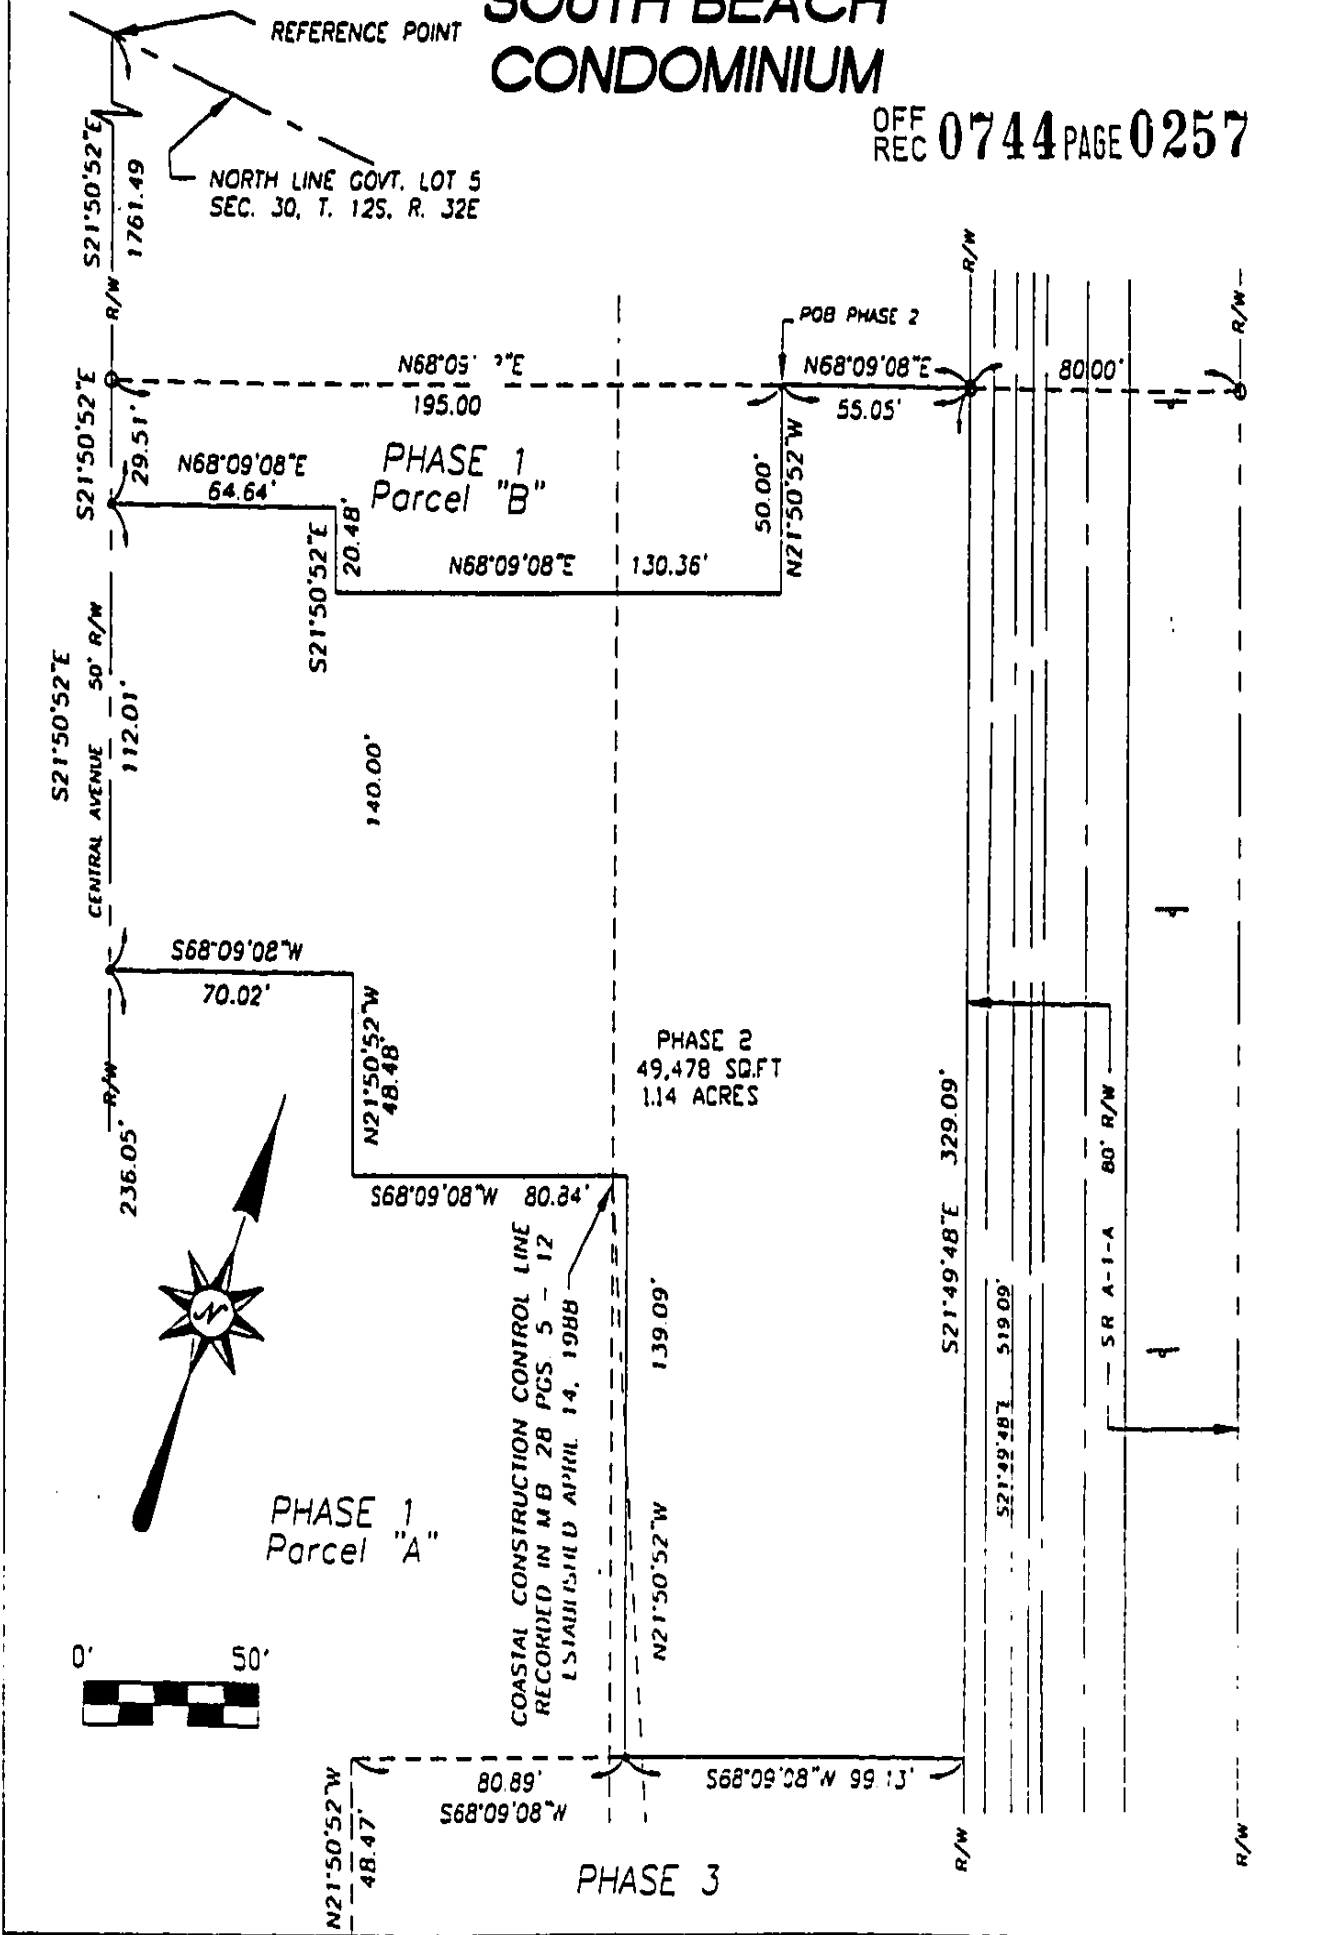 SOUTH BEACH
CONDOMINIUM
REFERENCE POINT
OFF REC 0744 PAGE 0257
NORTH LINE GOVT. LOT 5
SEC. 30, T. 12S, R. 32E
S21°50'52"E
1761.49
R/W
R/W
R/W
POB PHASE 2
N68°09'08"E
55.05'
80.00'
195.00
S21°50'52"E
29.51'
N68°09'08"E
64.64'
PHASE 1
Parcel "B"
S21°50'52"E
20.48'
N68°09'08"E 130.36'
50.00'
N21°50'52"W
S21°50'52"E
CENTRAL AVENUE 50' R/W
112.01'
140.00'
S68°09'08"W
70.02'
N21°50'52"W
48.48'
R/W
236.05'
PHASE 2
49,478 SQ.FT
1.14 ACRES
S68°09'08"W 80.84'
COASTAL CONSTRUCTION CONTROL LINE
RECORDED IN M B 28 PGS. 5 - 12
ESTABLISHED APRIL 14, 1988
139.09'
N21°50'52"W
S21°49'48"E 329.09'
S21°49'48"E 519.09'
SR A-1-A 80' R/W
N
PHASE 1
Parcel "A"
0' 50'
80.89'
S68°09'08"W
S68°09'08"W 99.13'
N21°50'52"W
48.47'
R/W
R/W
PHASE 3